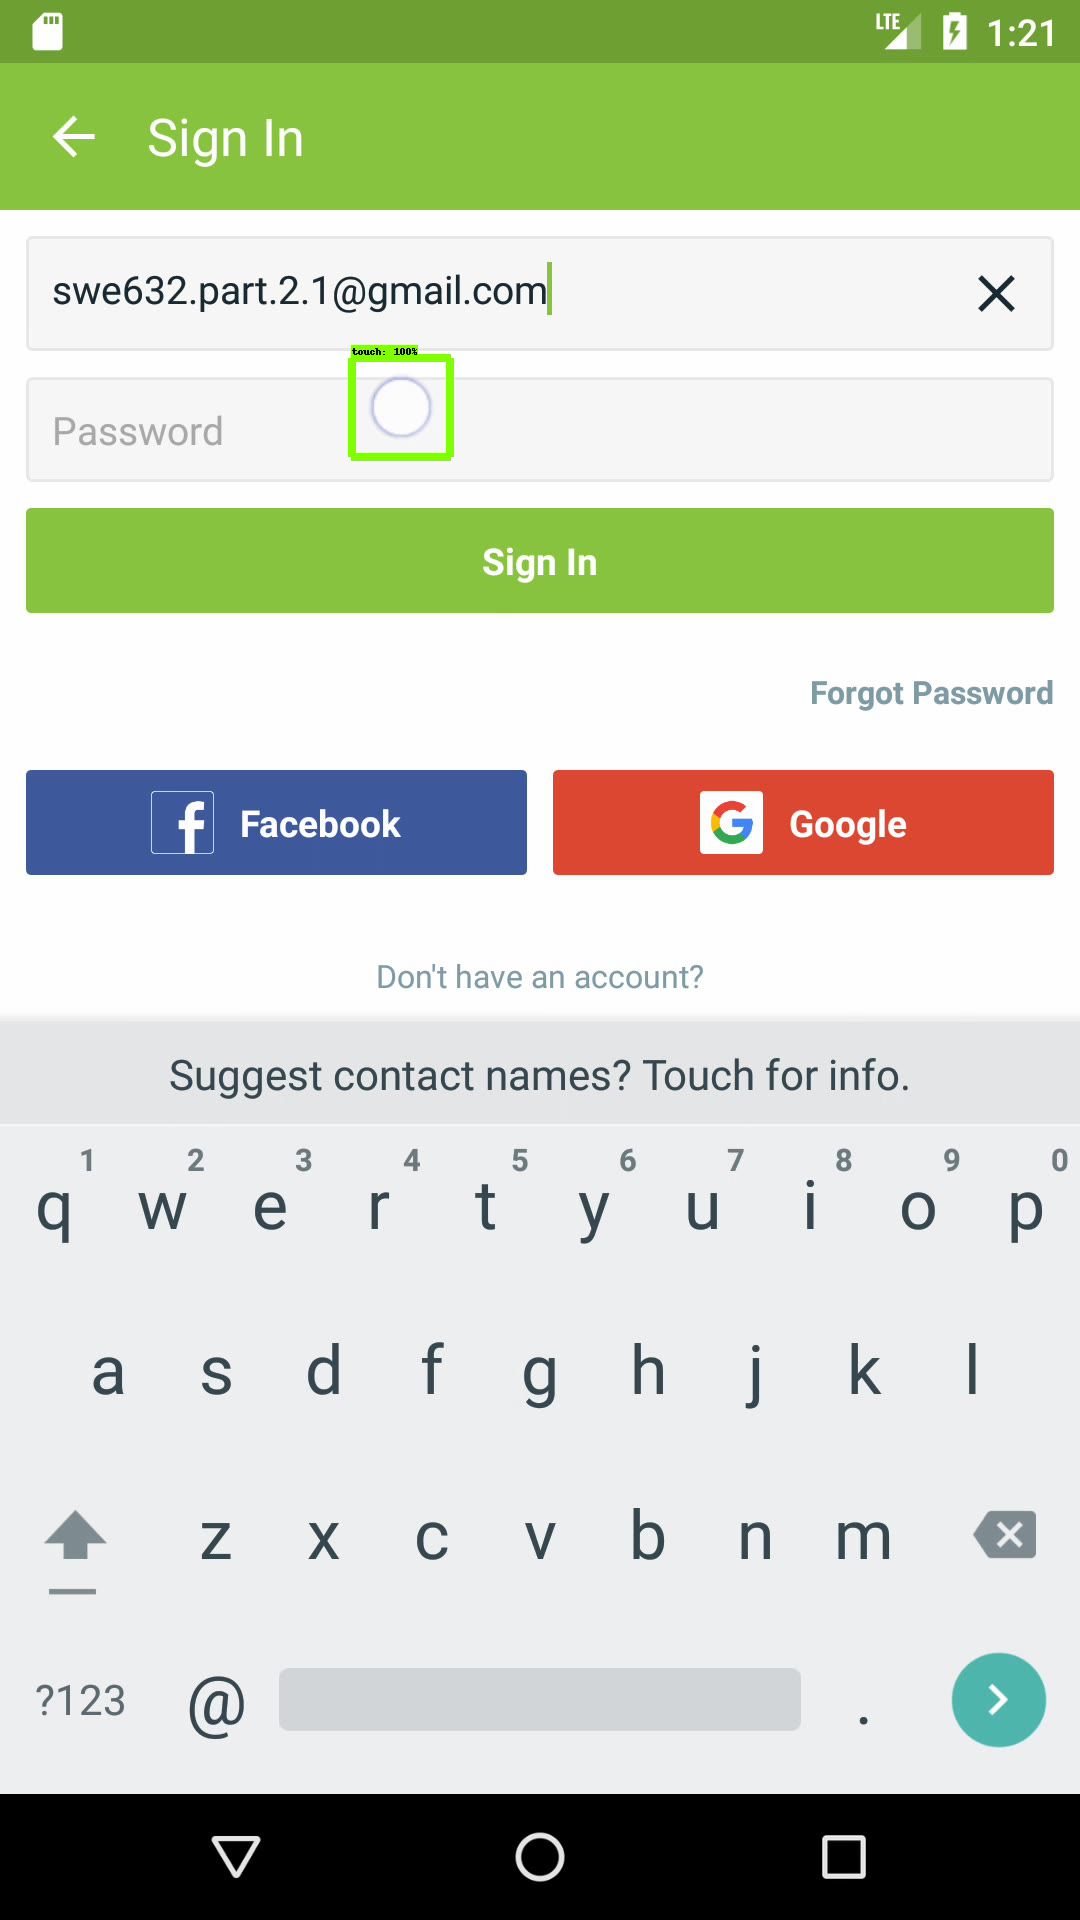 LTE 1:21
Sign In
swe632.part.2.1@gmail.com
touch: 100%
Password
Sign In
Forgot Password
Facebook
Google
Don't have an account?
Suggest contact names? Touch for info.
1 2 3 4 5 6 7 8 9 0
q w e r t y u i o p
a s d f g h j k l
z x c v b n m
?123 @ .